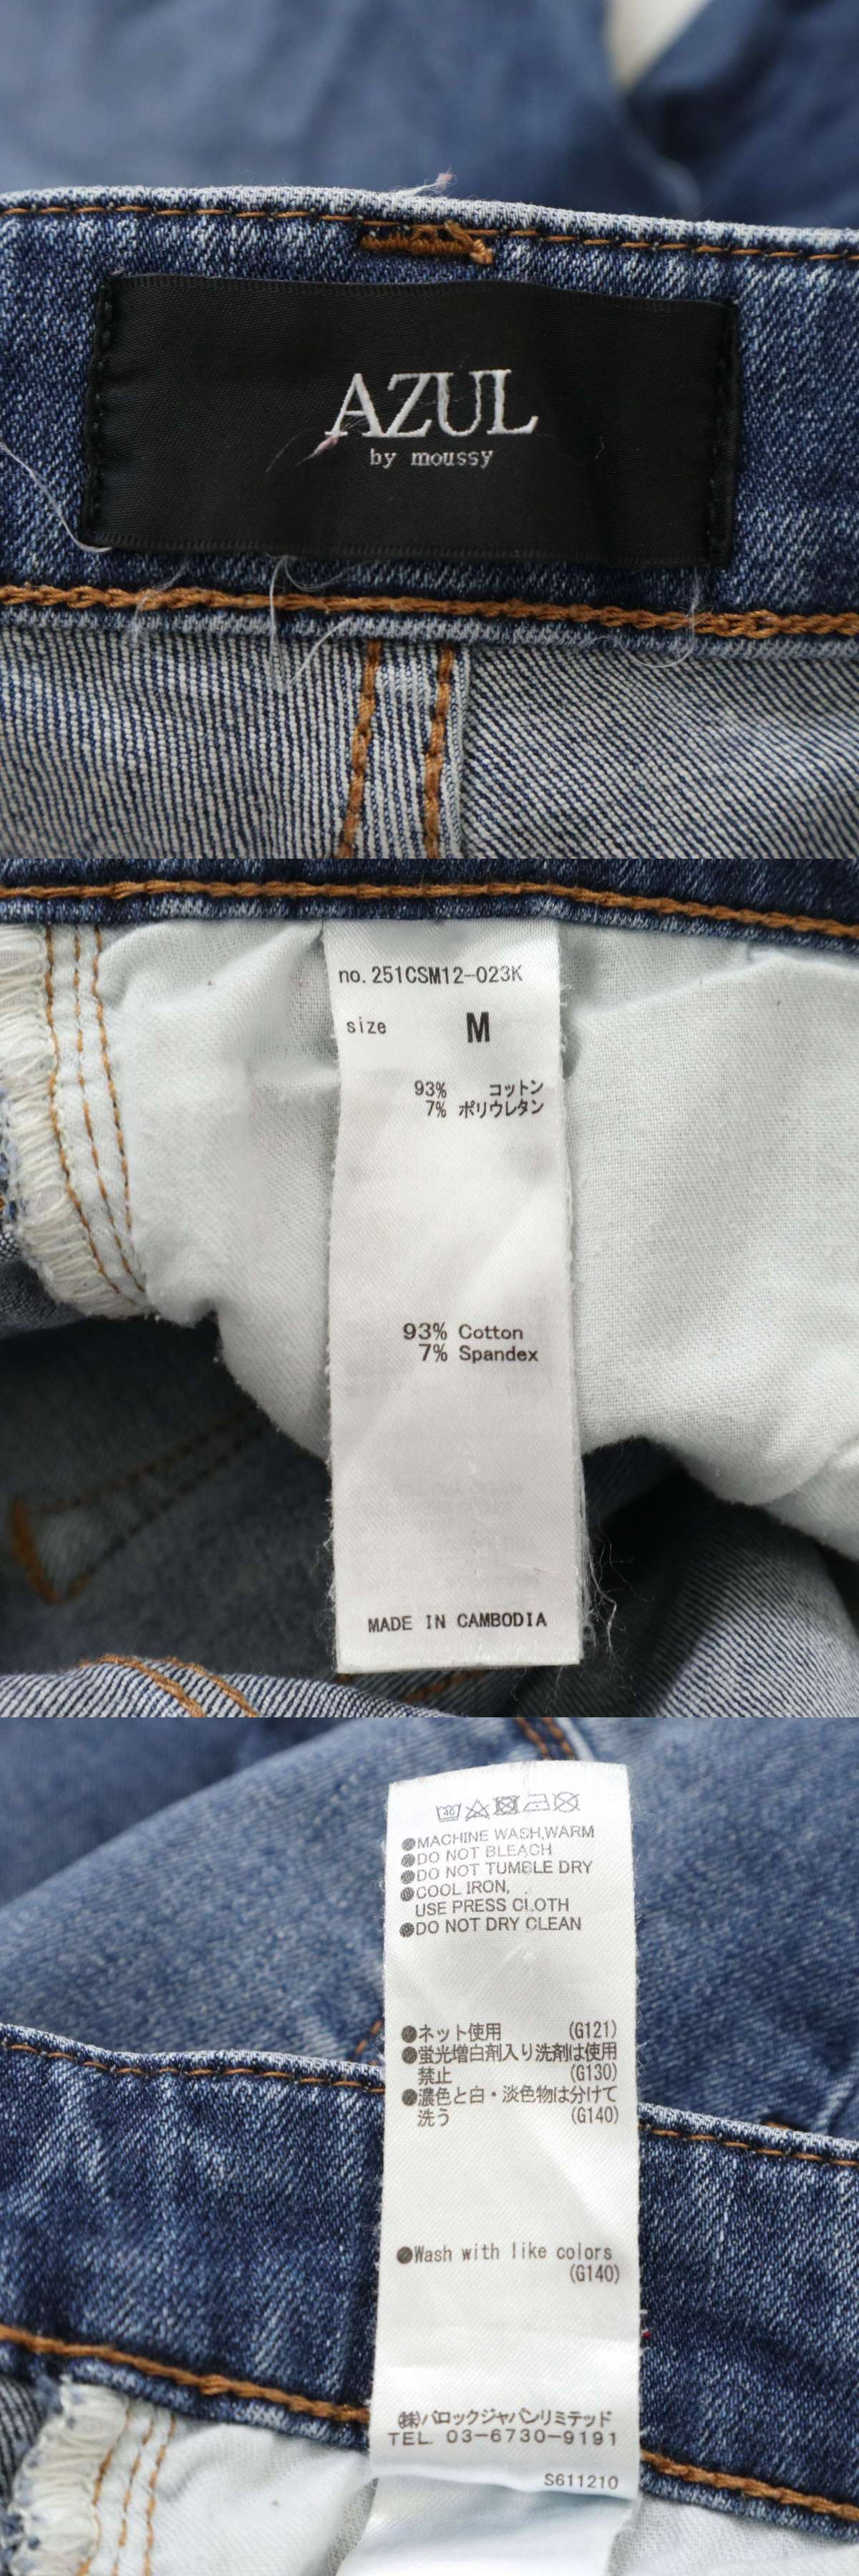 AZUL
by moussy
no. 251CSM12-023K
size M
93% コットン
7% ポリウレタン
93% Cotton
7% Spandex
MADE IN CAMBODIA
40
●MACHINE WASH,WARM
●DO NOT BLEACH
●DO NOT TUMBLE DRY
●COOL IRON,
USE PRESS CLOTH
●DO NOT DRY CLEAN
●ネット使用 (G121)
●蛍光増白剤入り洗剤は使用
禁止 (G130)
●濃色と白・淡色物は分けて
洗う (G140)
●Wash with like colors
(G140)
㈱バロックジャパンリミテッド
TEL. 03-6730-9191
S611210